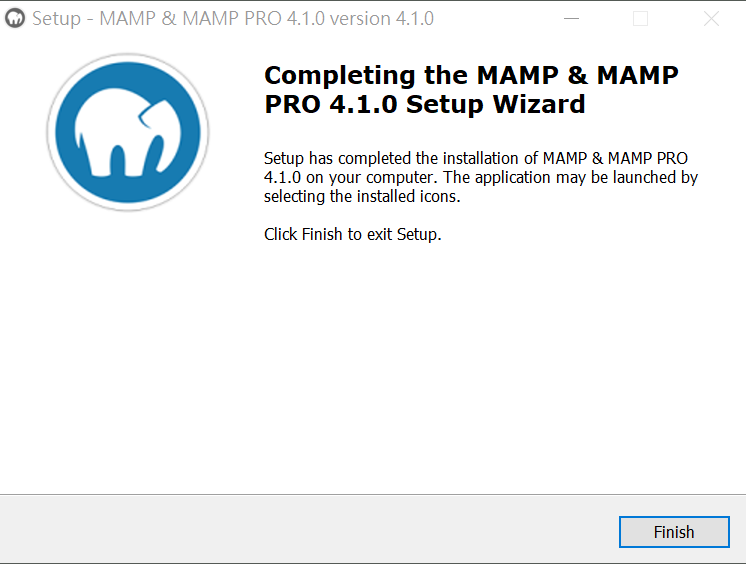 Setup - MAMP & MAMP PRO 4.1.0 version 4.1.0
Completing the MAMP & MAMP
PRO 4.1.0 Setup Wizard
Setup has completed the installation of MAMP & MAMP PRO
4.1.0 on your computer. The application may be launched by
selecting the installed icons.
Click Finish to exit Setup.
Finish